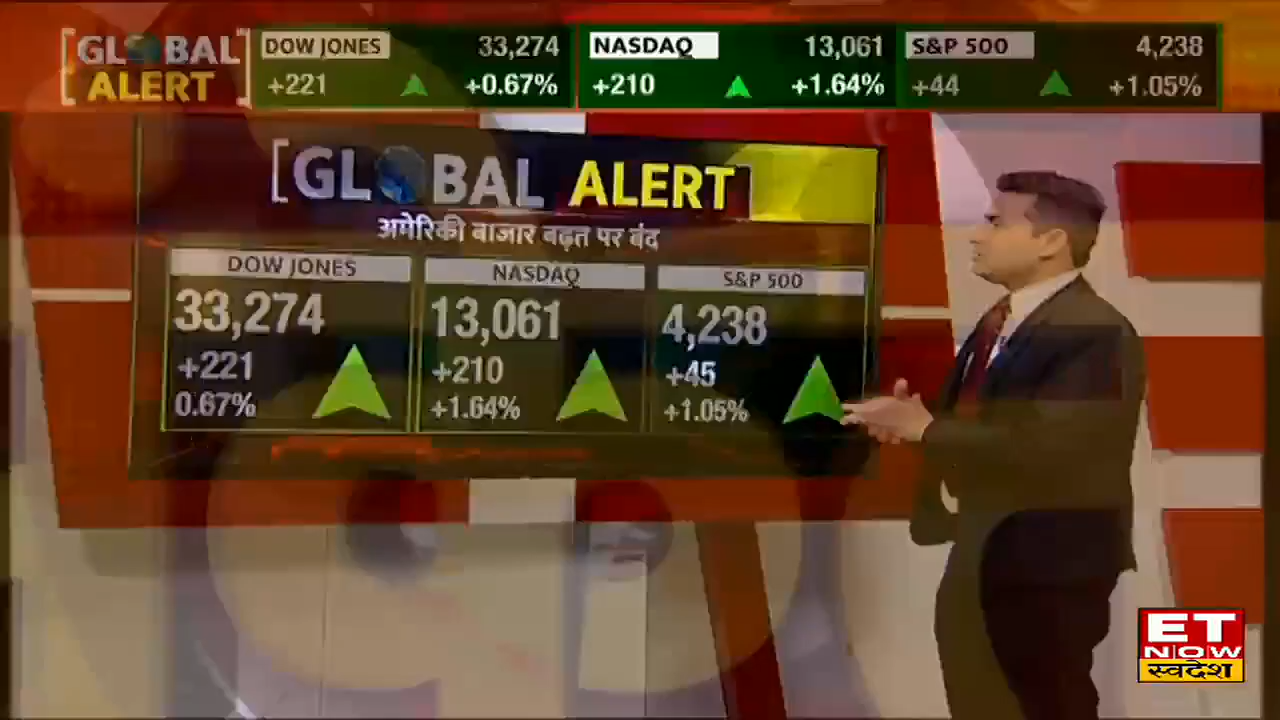 [GLOBAL
ALERT]
DOW JONES 33,274
+221 +0.67%
NASDAQ 13,061
+210 +1.64%
S&P 500 4,238
+44 +1.05%
[GLOBAL ALERT]
अमेरिकी बाजार बढ़त पर बंद
DOW JONES
33,274
+221
0.67%
NASDAQ
13,061
+210
+1.64%
S&P 500
4,238
+45
+1.05%
ET
NOW
स्वदेश